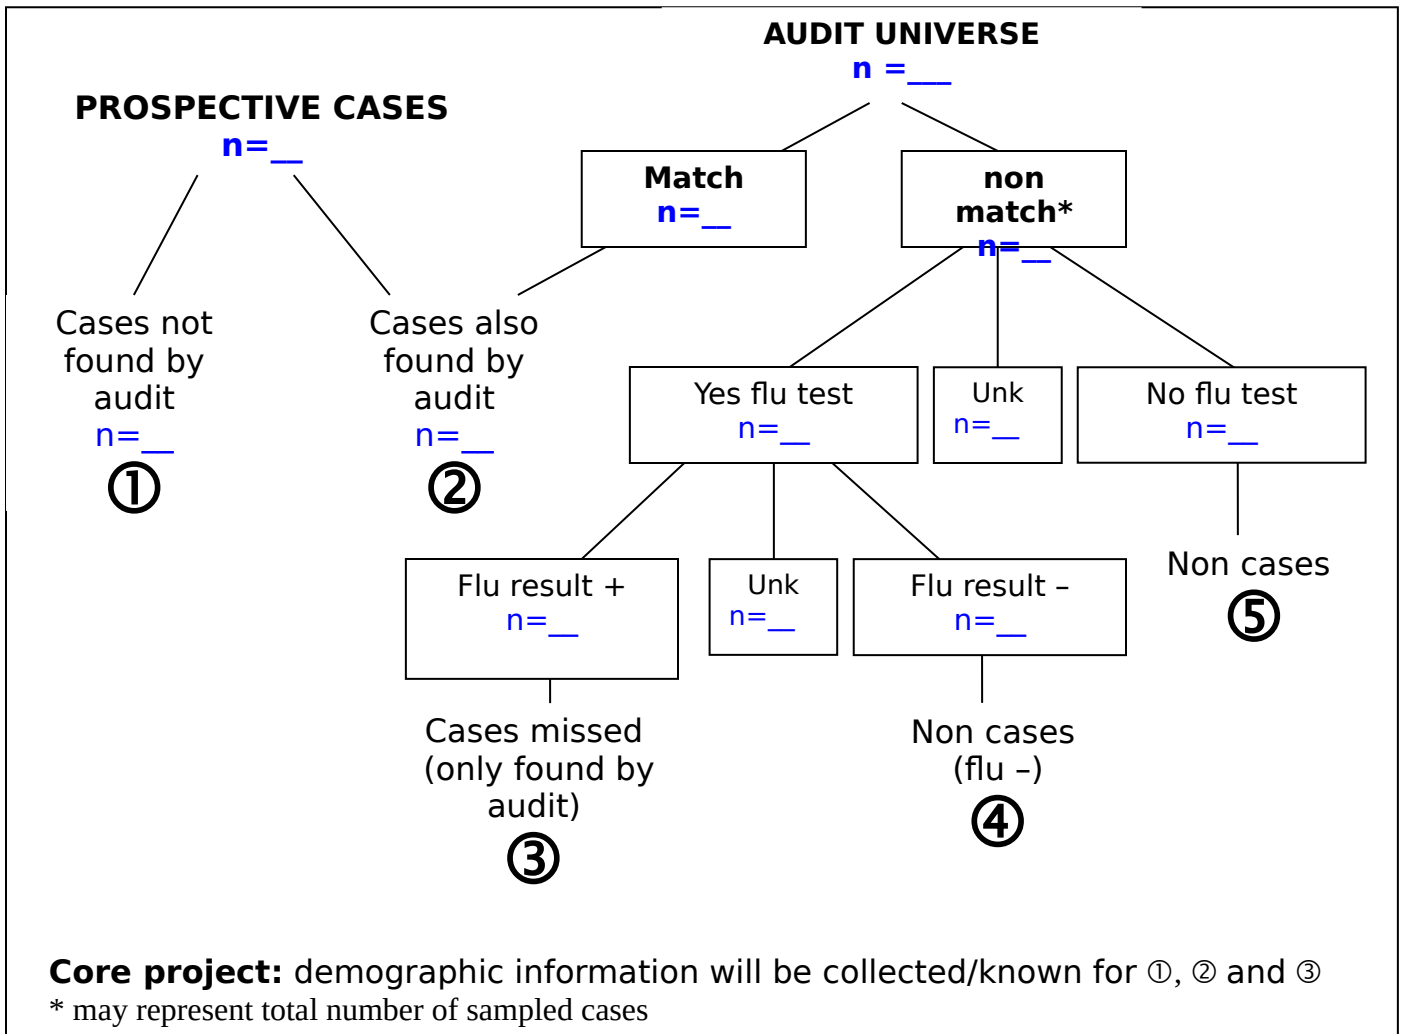 AUDIT UNIVERSE
n =___
PROSPECTIVE CASES
n=__
Match
n=__
non
match*
n=__
Cases not
found by
audit
n=__
①
Cases also
found by
audit
n=__
②
Yes flu test
n=__
Unk
n=__
No flu test
n=__
Flu result +
n=__
Unk
n=__
Flu result –
n=__
Non cases
⑤
Cases missed
(only found by
audit)
③
Non cases
(flu –)
④
Core project: demographic information will be collected/known for ①, ② and ③
* may represent total number of sampled cases